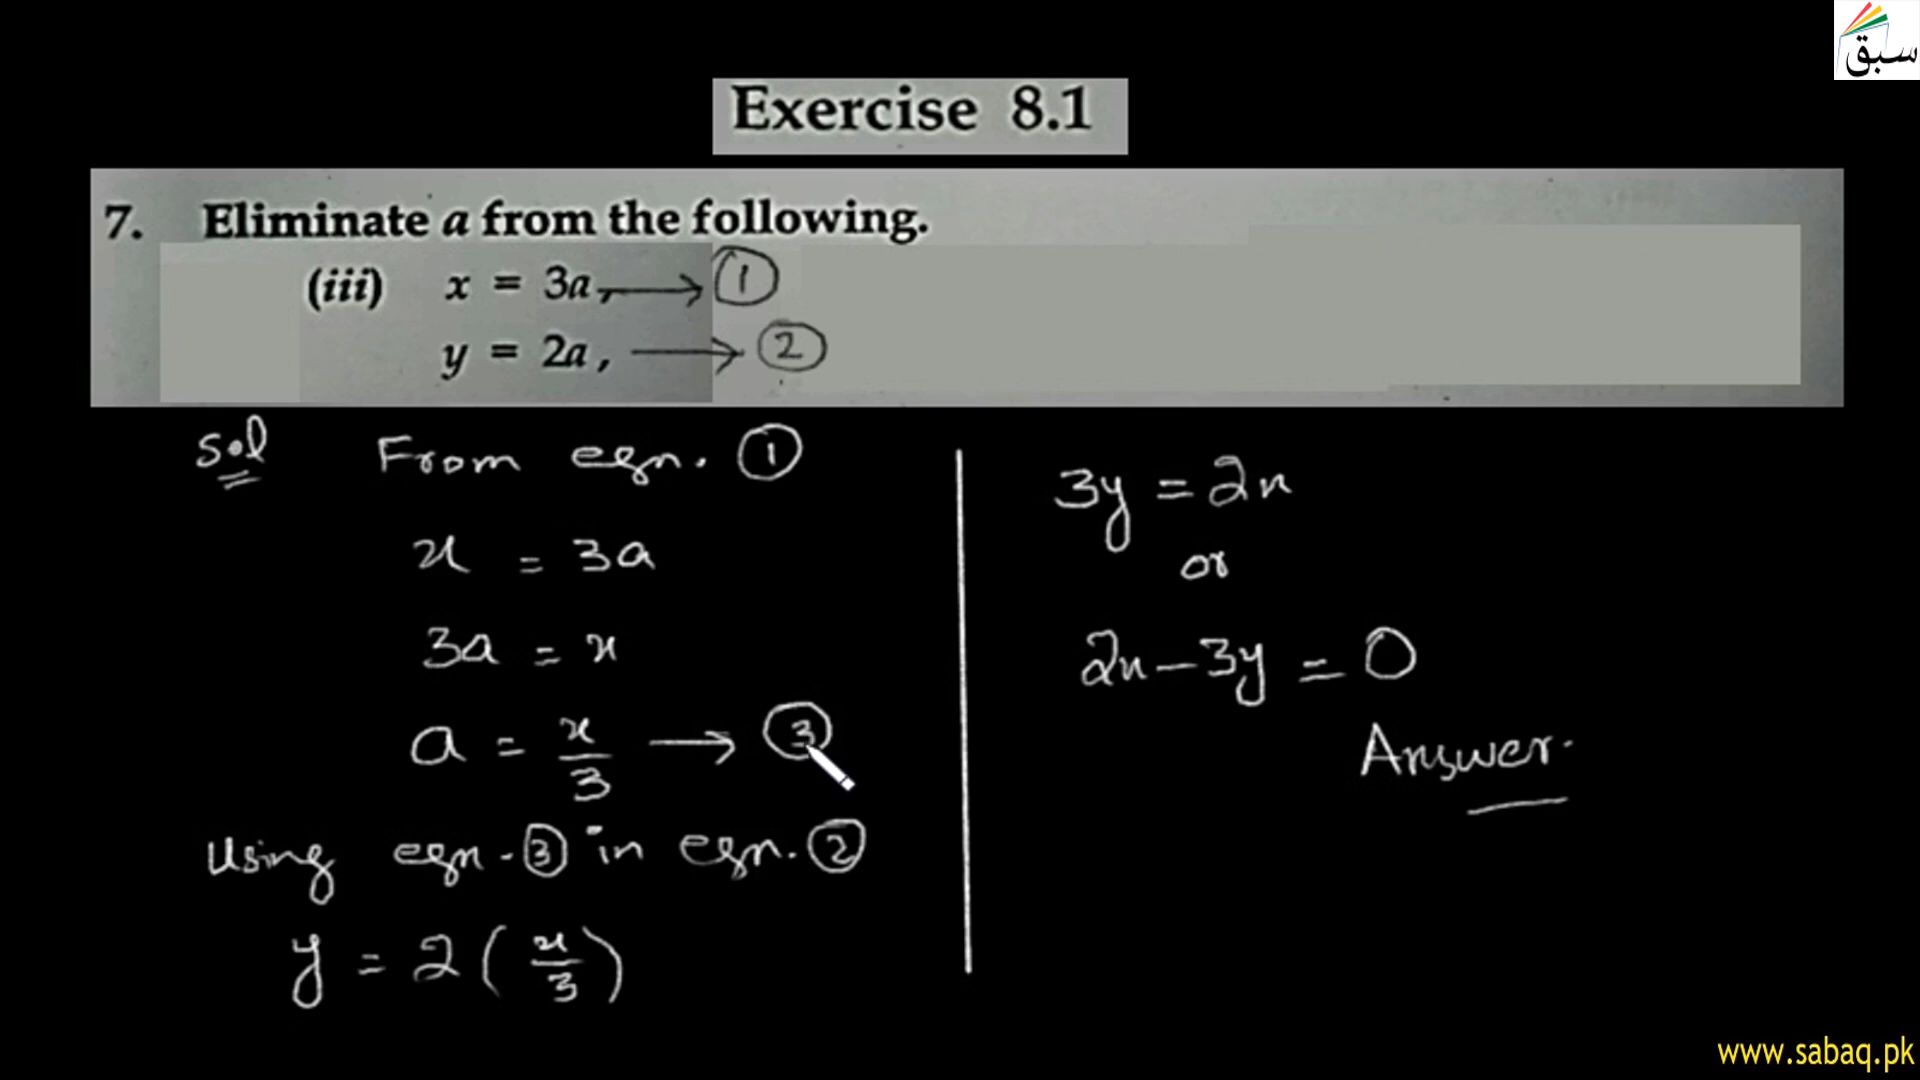 سبق
Exercise 8.1
7. Eliminate a from the following.
(iii) x = 3a, → ①
y = 2a, → ②
Sol From eqn. ①
x = 3a
3a = x
a = x/3 → ③
Using eqn. ③ in eqn. ②
y = 2(x/3)
3y = 2x
or
2x - 3y = 0
Answer.
www.sabaq.pk